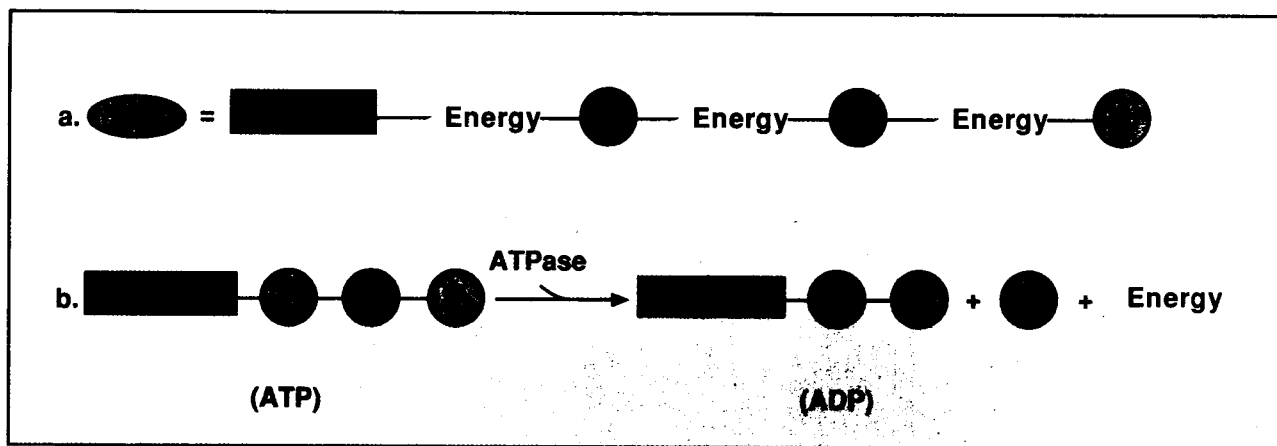 a. = Energy Energy Energy
ATPase
b. + + Energy
(ATP) (ADP)